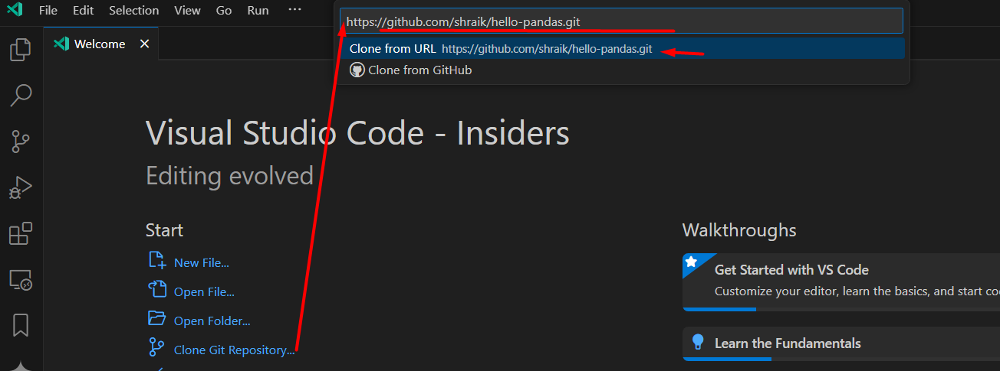 File Edit Selection View Go Run ···
https://github.com/shraik/hello-pandas.git
Welcome
Clone from URL https://github.com/shraik/hello-pandas.git
Clone from GitHub
Visual Studio Code - Insiders
Editing evolved
Start
New File...
Open File...
Open Folder...
Clone Git Repository...
Walkthroughs
Get Started with VS Code
Customize your editor, learn the basics, and start
Learn the Fundamentals